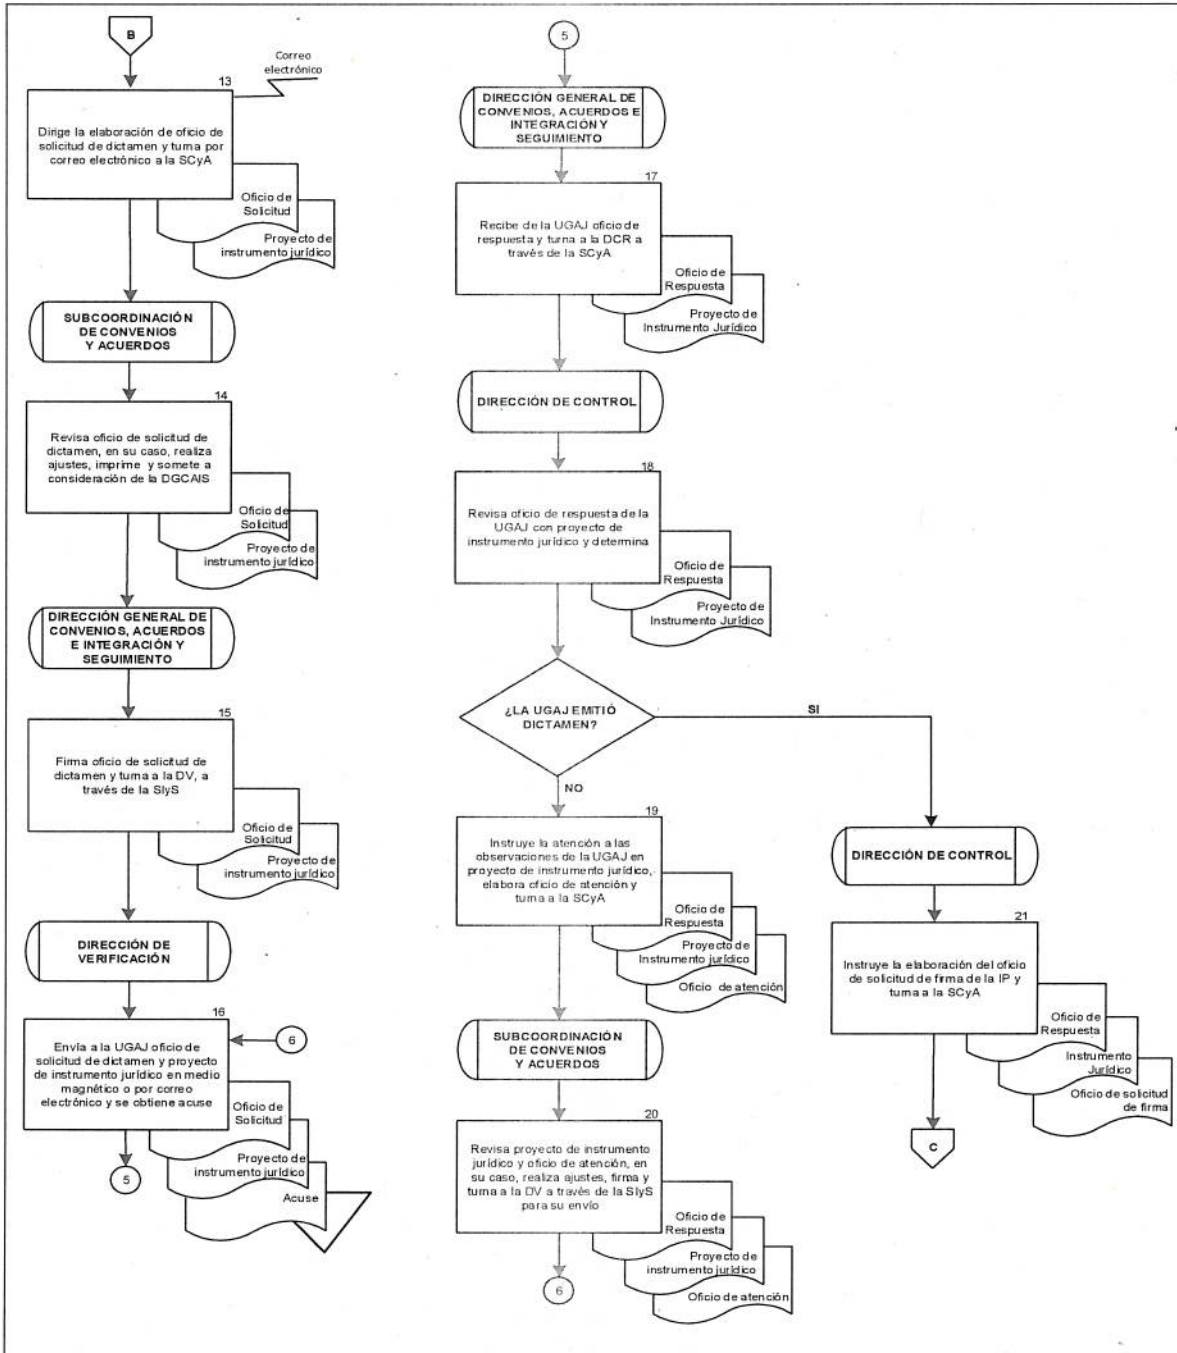 B
Correo
electrónico
13
Dirige la elaboración de oficio de
solicitud de dictamen y turna por
correo electrónico a la SCyA
Oficio de
Solicitud
Proyecto de
instrumento jurídico
SUBCOORDINACIÓN
DE CONVENIOS
Y ACUERDOS
14
Revisa oficio de solicitud de
dictamen, en su caso, realiza
ajustes, imprime y somete a
consideración de la DGCAIS
Oficio de
Solicitud
Proyecto de
instrumento jurídico
DIRECCIÓN GENERAL DE
CONVENIOS, ACUERDOS
E INTEGRACIÓN Y
SEGUIMIENTO
15
Firma oficio de solicitud de
dictamen y turna a la DV, a
través de la SIyS
Oficio de
Solicitud
Proyecto de
instrumento jurídico
DIRECCIÓN DE
VERIFICACIÓN
16
6
Envía a la UGAJ oficio de
solicitud de dictamen y proyecto
de instrumento jurídico en medio
magnético o por correo
electrónico y se obtiene acuse
Oficio de
Solicitud
Proyecto de
instrumento jurídico
Acuse
5
5
DIRECCIÓN GENERAL DE
CONVENIOS, ACUERDOS E
INTEGRACIÓN Y
SEGUIMIENTO
17
Recibe de la UGAJ oficio de
respuesta y turna a la DCR a
través de la SCyA
Oficio de
Respuesta
Proyecto de
Instrumento Jurídico
DIRECCIÓN DE CONTROL
18
Revisa oficio de respuesta de la
UGAJ con proyecto de
instrumento jurídico y determina
Oficio de
Respuesta
Proyecto de
Instrumento Jurídico
¿LA UGAJ EMITIÓ
DICTAMEN?
SI
NO
19
Instruye la atención a las
observaciones de la UGAJ en
proyecto de instrumento jurídico,
elabora oficio de atención y
turna a la SCyA
Oficio de
Respuesta
Proyecto de
Instrumento jurídico
Oficio de atención
SUBCOORDINACIÓN
DE CONVENIOS
Y ACUERDOS
20
Revisa proyecto de instrumento
jurídico y oficio de atención, en
su caso, realiza ajustes, firma y
turna a la DV a través de la SIyS
para su envío
Oficio de
Respuesta
Proyecto de
instrumento jurídico
Oficio de atención
6
DIRECCIÓN DE CONTROL
21
Instruye la elaboración del oficio
de solicitud de firma de la IP y
turna a la SCyA
Oficio de
Respuesta
Instrumento
Jurídico
Oficio de solicitud
de firma
C